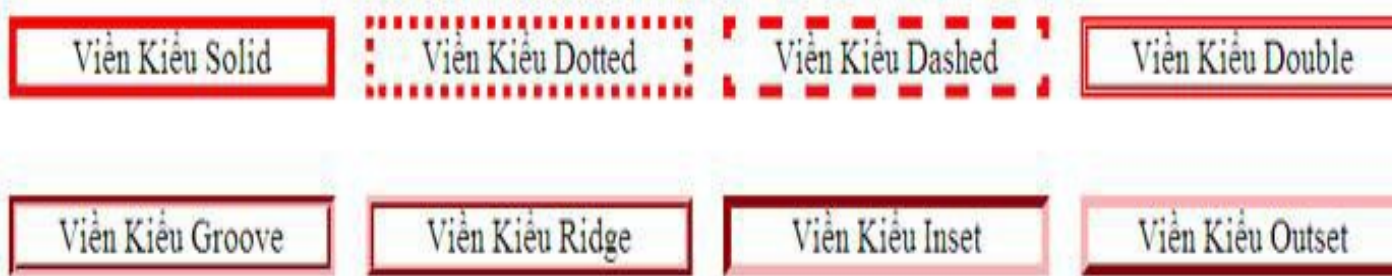 Viền Kiểu Solid
Viền Kiểu Dotted
Viền Kiểu Dashed
Viền Kiểu Double
Viền Kiểu Groove
Viền Kiểu Ridge
Viền Kiểu Inset
Viền Kiểu Outset